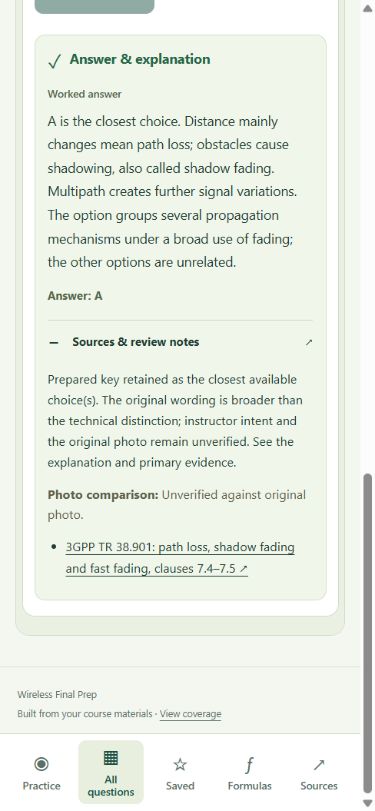 Answer & explanation
Worked answer
A is the closest choice. Distance mainly
changes mean path loss; obstacles cause
shadowing, also called shadow fading.
Multipath creates further signal variations.
The option groups several propagation
mechanisms under a broad use of fading;
the other options are unrelated.
Answer: A
Sources & review notes
Prepared key retained as the closest available
choice(s). The original wording is broader than
the technical distinction; instructor intent and
the original photo remain unverified. See the
explanation and primary evidence.
Photo comparison: Unverified against original
photo.
3GPP TR 38.901: path loss, shadow fading
and fast fading, clauses 7.4–7.5 ↗
Wireless Final Prep
Built from your course materials · View coverage
Practice
All
questions
Saved
Formulas
Sources